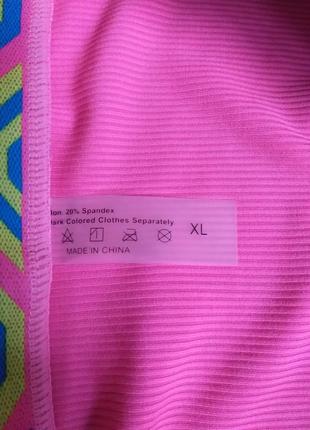 20% Spandex
Colored Clothes Separately
XL
MADE IN CHINA